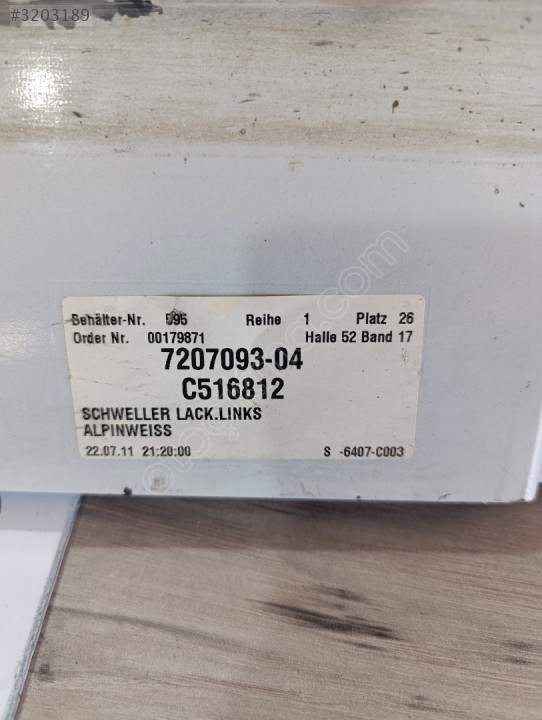 #3203189
Behälter-Nr. 595 Reihe 1 Platz 26
Order Nr. 00179871 Halle 52 Band 17
7207093-04
C516812
SCHWELLER LACK.LINKS
ALPINWEISS
22.07.11 21:20:00 S -6407-C003